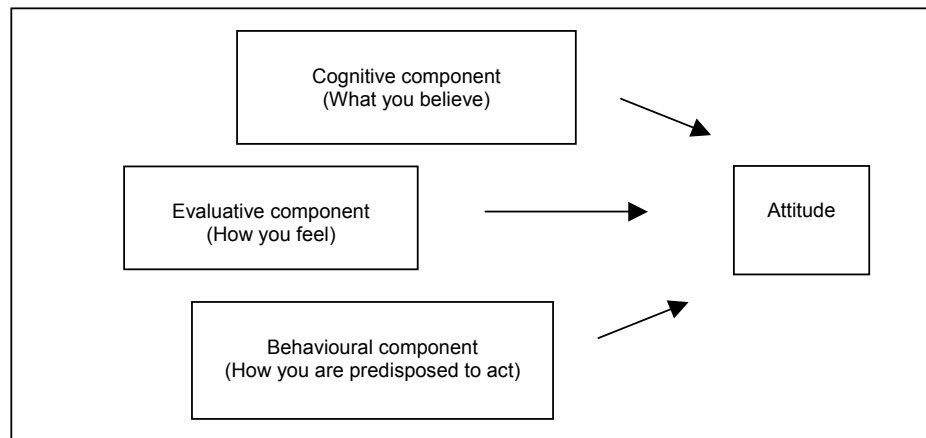 Cognitive component
(What you believe)
Evaluative component
(How you feel)
Attitude
Behavioural component
(How you are predisposed to act)